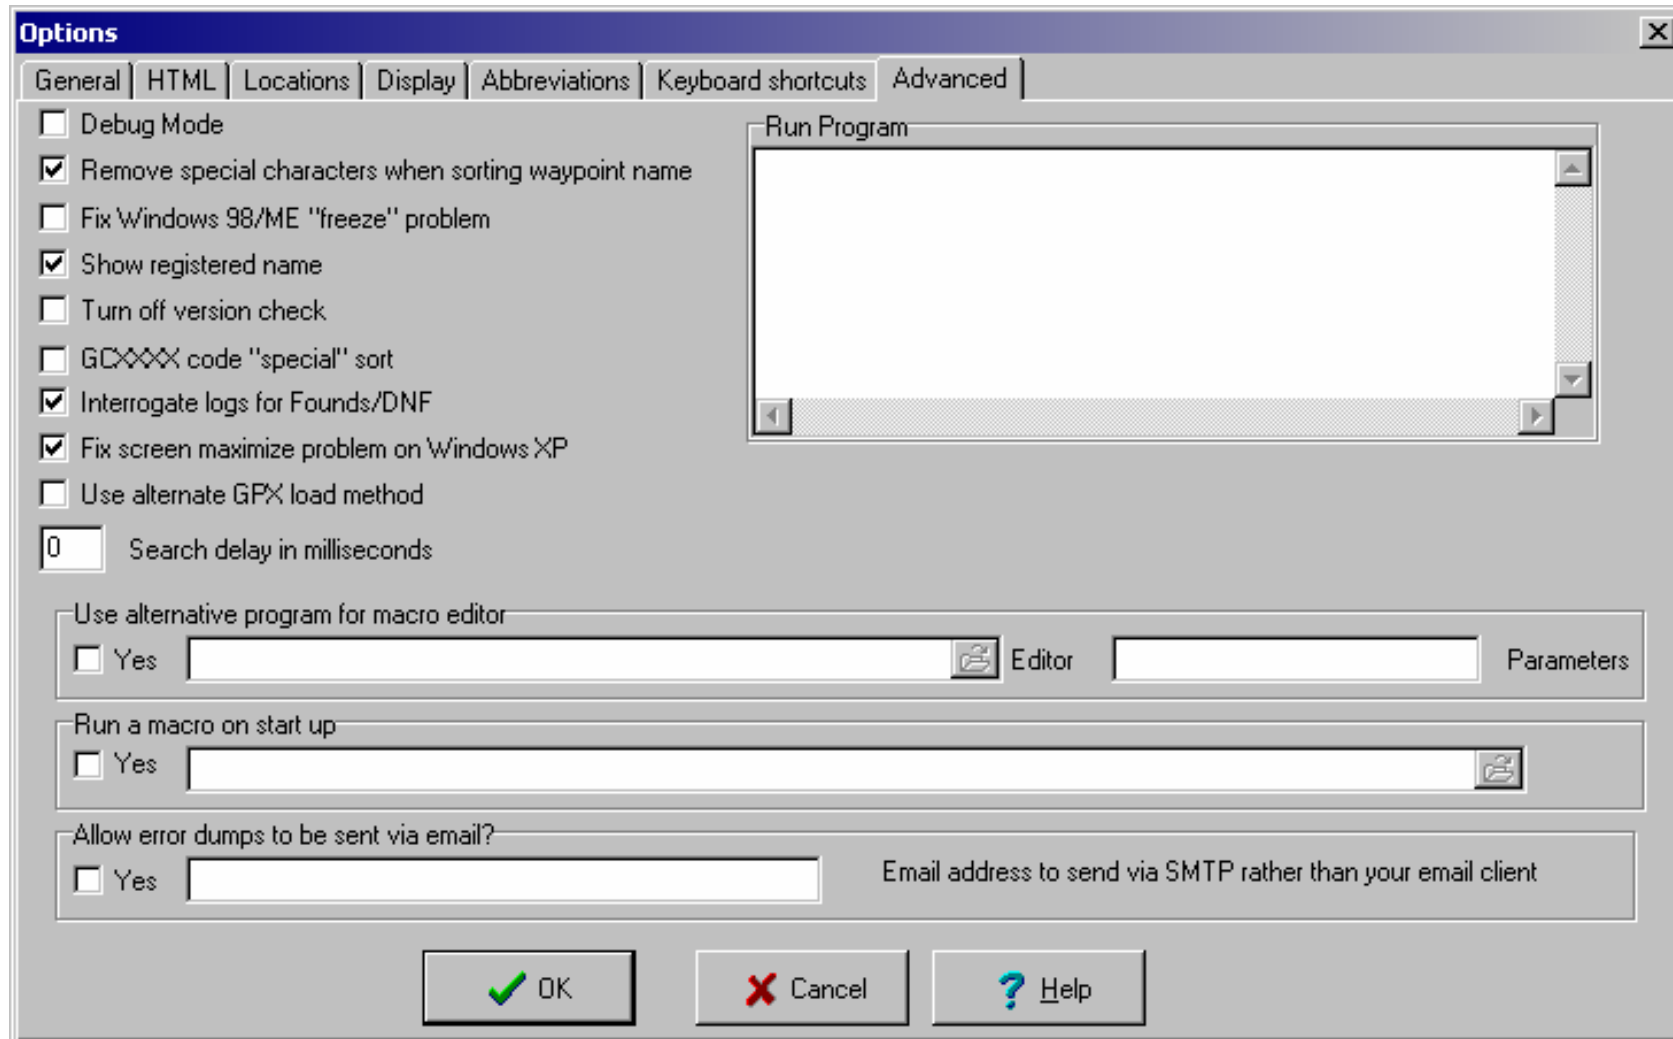 Options
General HTML Locations Display Abbreviations Keyboard shortcuts Advanced
Debug Mode
Remove special characters when sorting waypoint name
Fix Windows 98/ME "freeze" problem
Show registered name
Turn off version check
GCXXXX code "special" sort
Interrogate logs for Founds/DNF
Fix screen maximize problem on Windows XP
Use alternate GPX load method
0 Search delay in milliseconds
Run Program
Use alternative program for macro editor
Yes Editor Parameters
Run a macro on start up
Yes
Allow error dumps to be sent via email?
Yes Email address to send via SMTP rather than your email client
OK Cancel Help